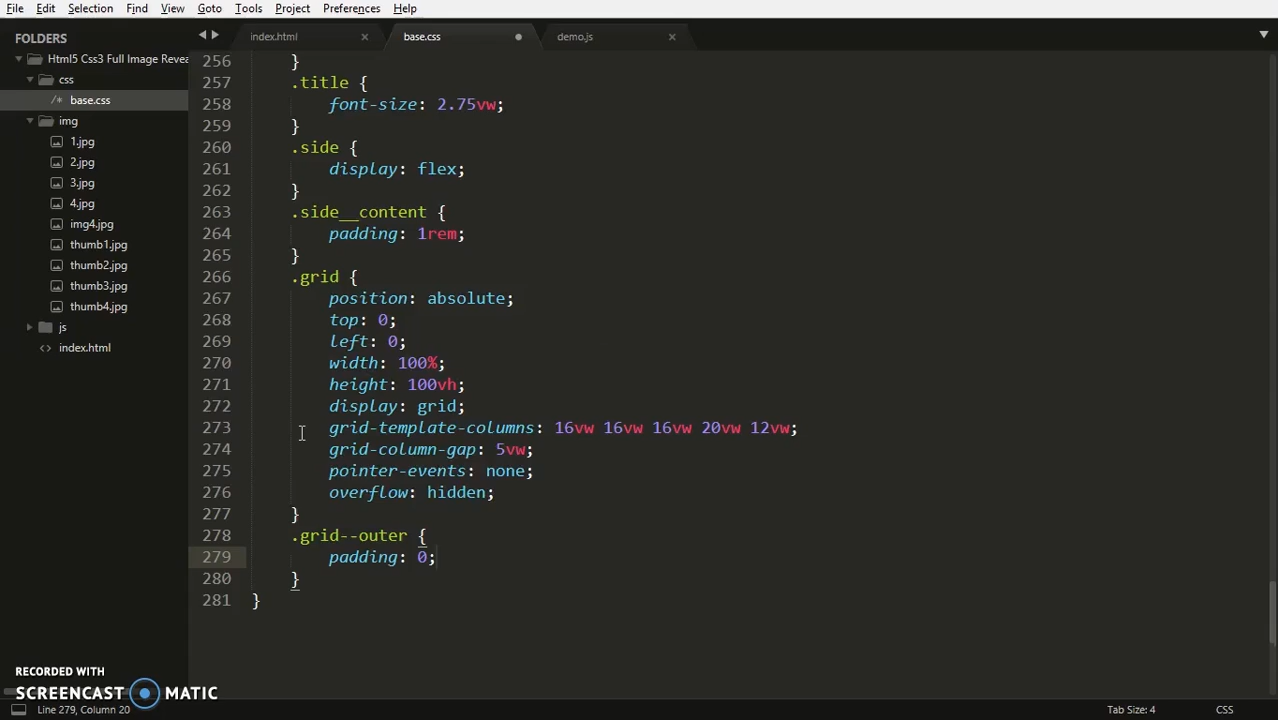 File Edit Selection Find View Goto Tools Project Preferences Help
FOLDERS
Html5 Css3 Full Image Revea
css
/* base.css
img
1.jpg
2.jpg
3.jpg
4.jpg
img4.jpg
thumb1.jpg
thumb2.jpg
thumb3.jpg
thumb4.jpg
js
<> index.html
index.html × base.css demo.js ×
256 }
257 .title {
258 font-size: 2.75vw;
259 }
260 .side {
261 display: flex;
262 }
263 .side__content {
264 padding: 1rem;
265 }
266 .grid {
267 position: absolute;
268 top: 0;
269 left: 0;
270 width: 100%;
271 height: 100vh;
272 display: grid;
273 grid-template-columns: 16vw 16vw 16vw 20vw 12vw;
274 grid-column-gap: 5vw;
275 pointer-events: none;
276 overflow: hidden;
277 }
278 .grid--outer {
279 padding: 0;
280 }
281 }
RECORDED WITH
SCREENCAST MATIC
Line 279, Column 20 Tab Size: 4 CSS